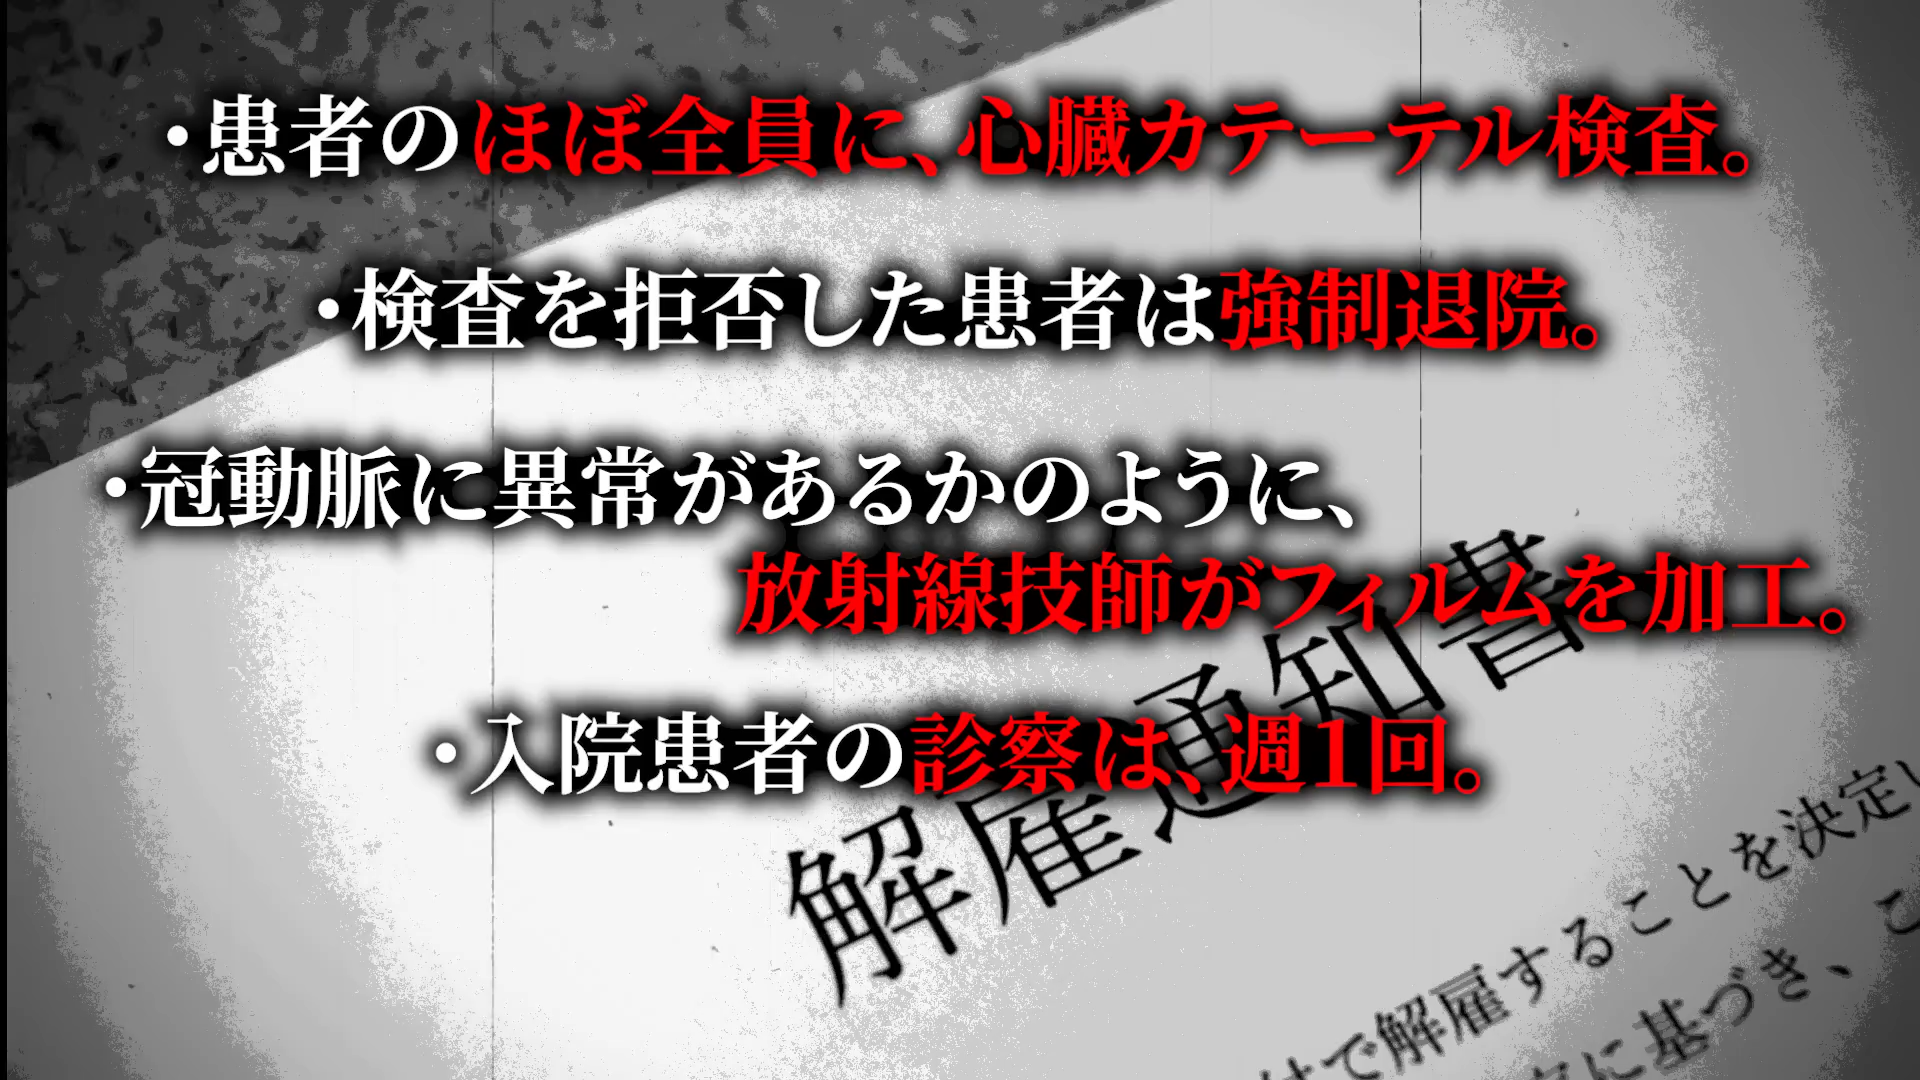 ・患者のほぼ全員に、心臓カテーテル検査。
・検査を拒否した患者は強制退院。
・冠動脈に異常があるかのように、
放射線技師がフィルムを加工。
・入院患者の診察は、週1回。
解雇通知書
で解雇することを決定し
に基づき、こ